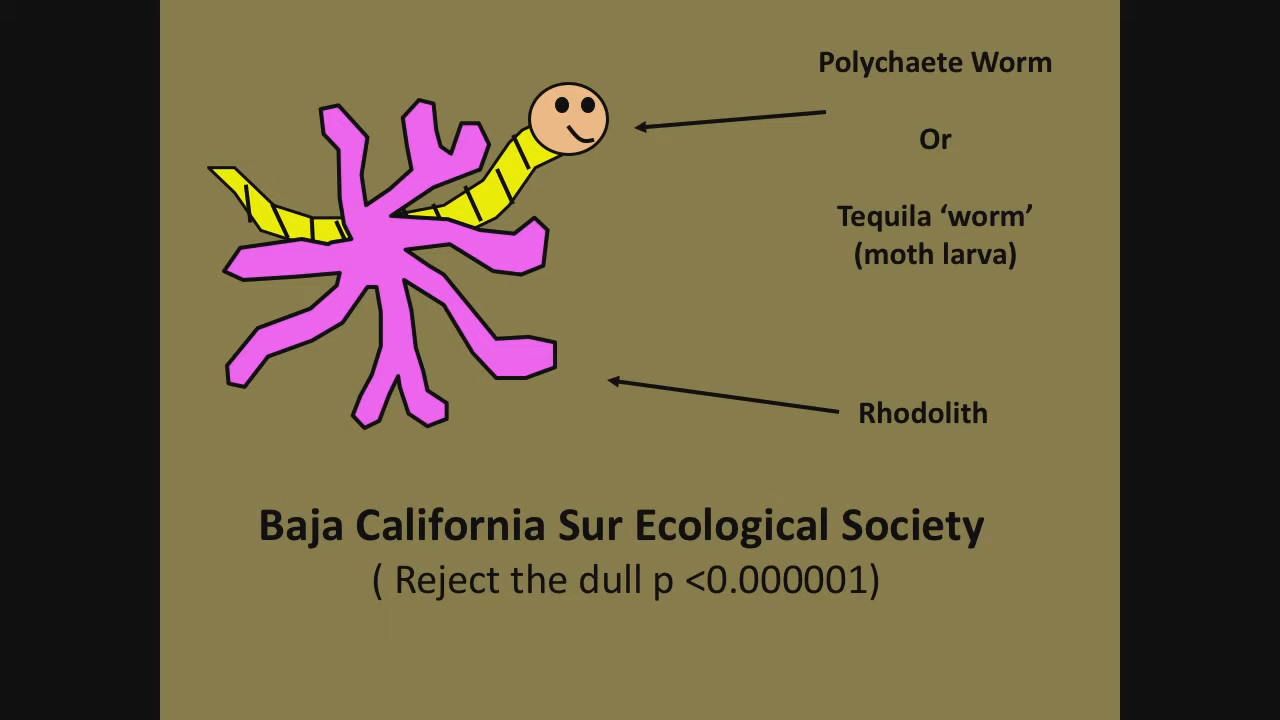 Polychaete Worm
Or
Tequila ‘worm’
(moth larva)
Rhodolith
Baja California Sur Ecological Society
( Reject the dull p <0.000001)